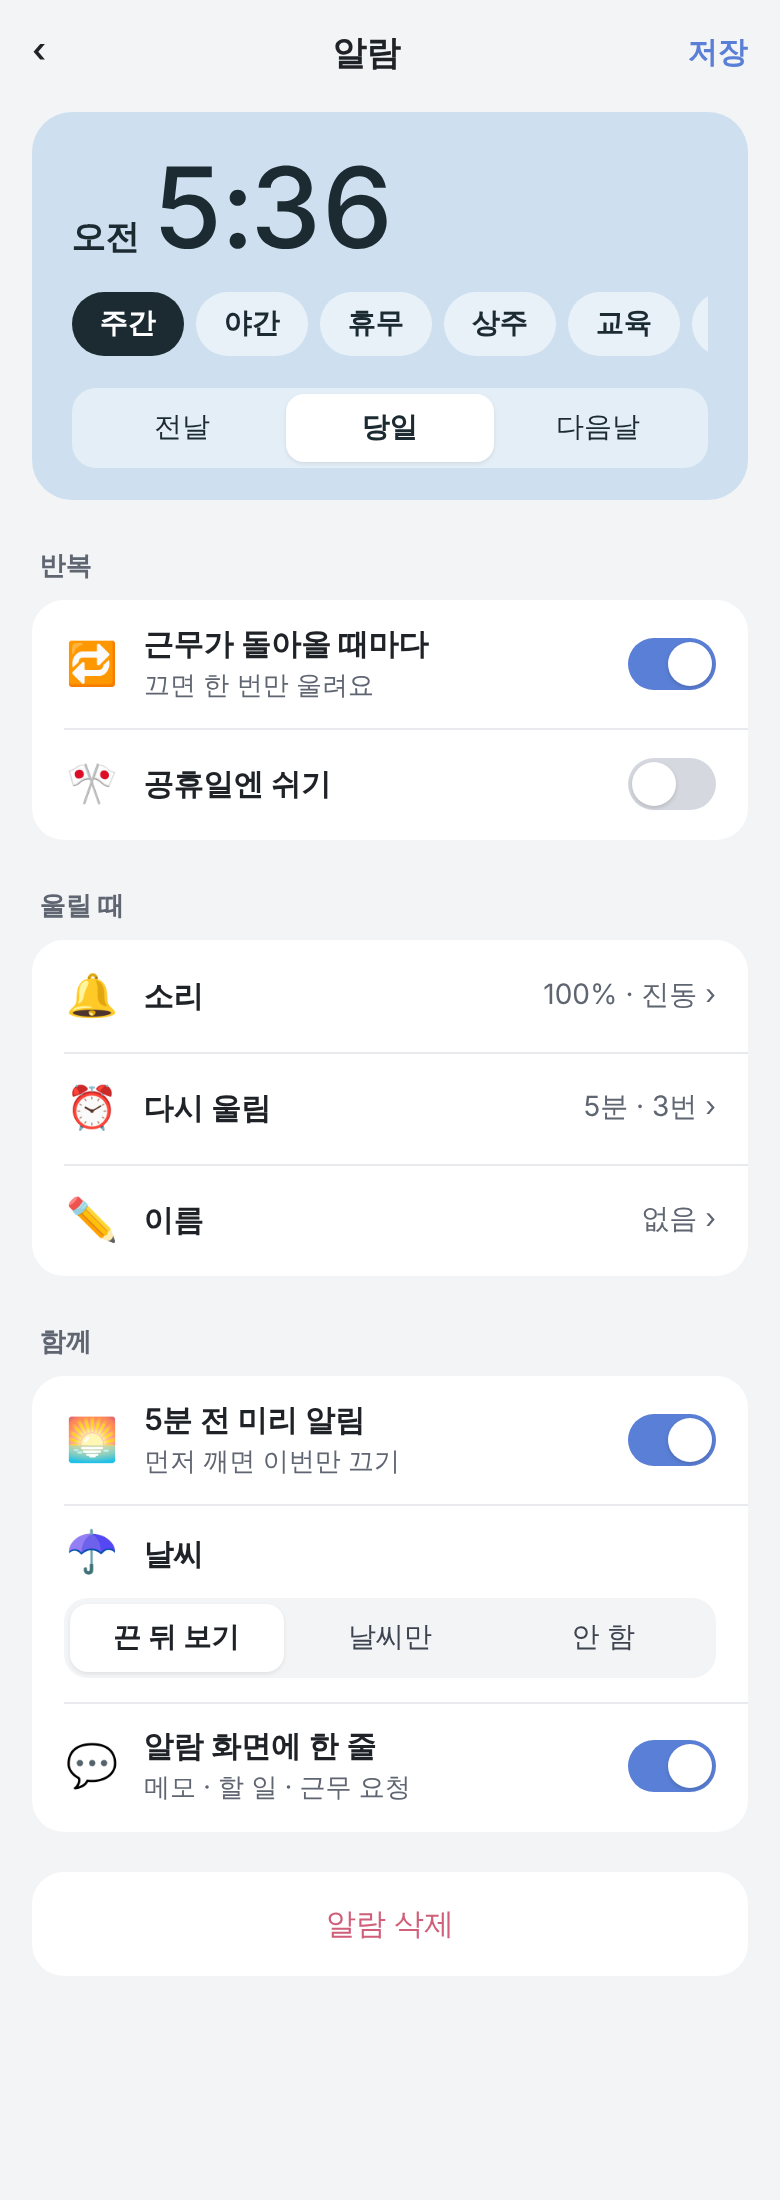 ‹ 알람 저장
오전 5:36
주간 야간 휴무 상주 교육
전날 당일 다음날
반복
근무가 돌아올 때마다
끄면 한 번만 울려요
공휴일엔 쉬기
울릴 때
소리 100% · 진동 ›
다시 울림 5분 · 3번 ›
이름 없음 ›
함께
5분 전 미리 알림
먼저 깨면 이번만 끄기
날씨
끈 뒤 보기 날씨만 안 함
알람 화면에 한 줄
메모 · 할 일 · 근무 요청
알람 삭제